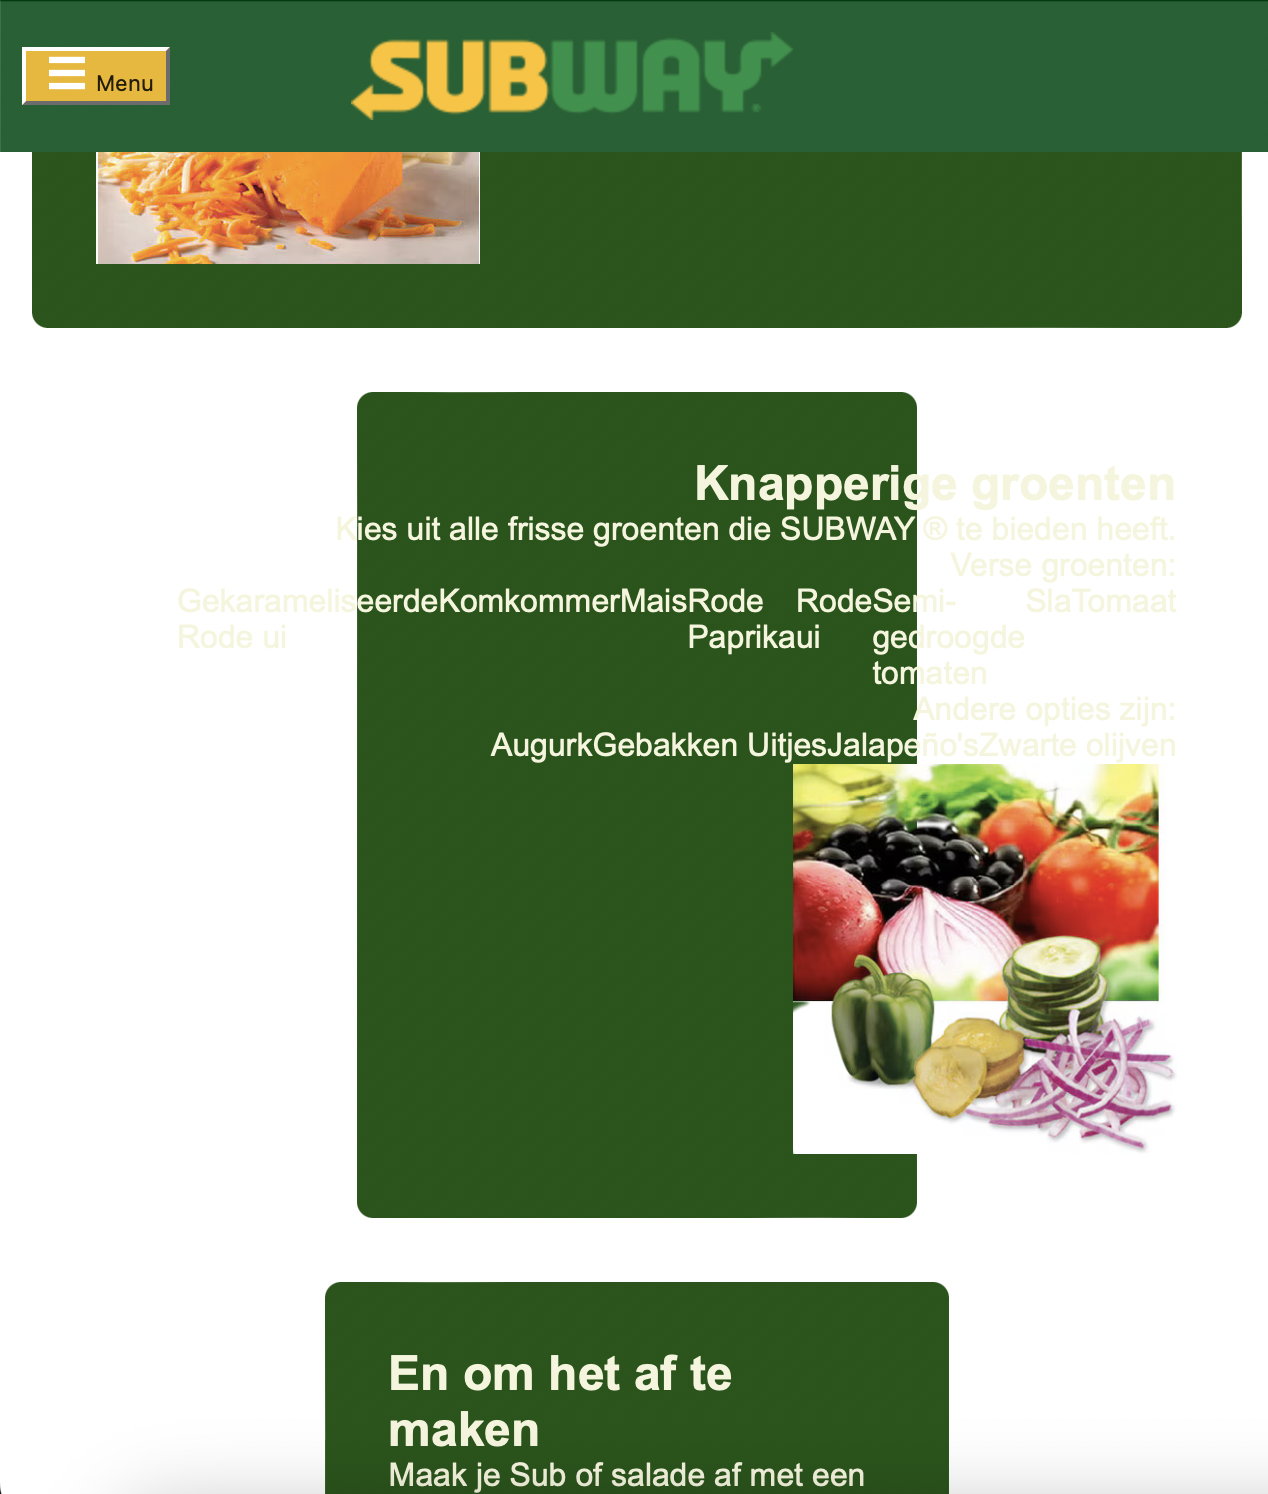 Menu
SUBWAY
Knapperige groenten
Kies uit alle frisse groenten die SUBWAY ® te bieden heeft.
Verse groenten:
Gekarameliseerde Rode ui
Komkommer
Mais
Rode Paprika
Rode ui
Semi-gedroogde tomaten
Sla
Tomaat
Andere opties zijn:
Augurk
Gebakken Uitjes
Jalapeño's
Zwarte olijven
En om het af te
maken
Maak je Sub of salade af met een